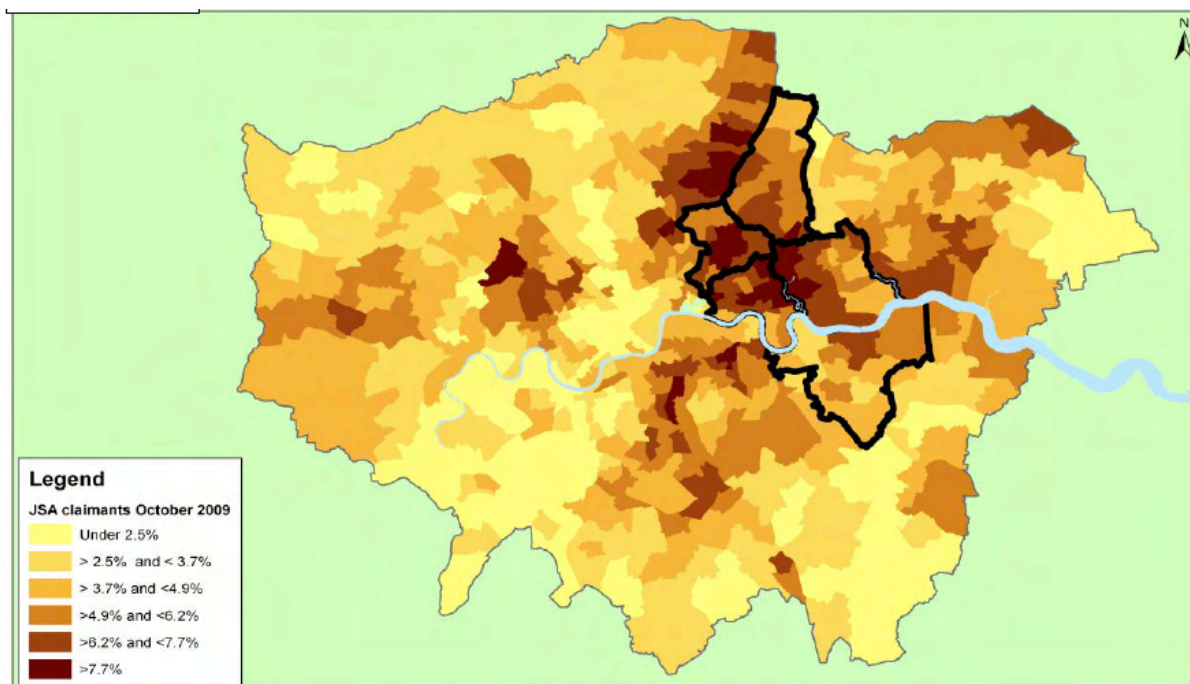 N
Legend
JSA claimants October 2009
Under 2.5%
> 2.5% and < 3.7%
> 3.7% and <4.9%
>4.9% and <6.2%
>6.2% and <7.7%
>7.7%